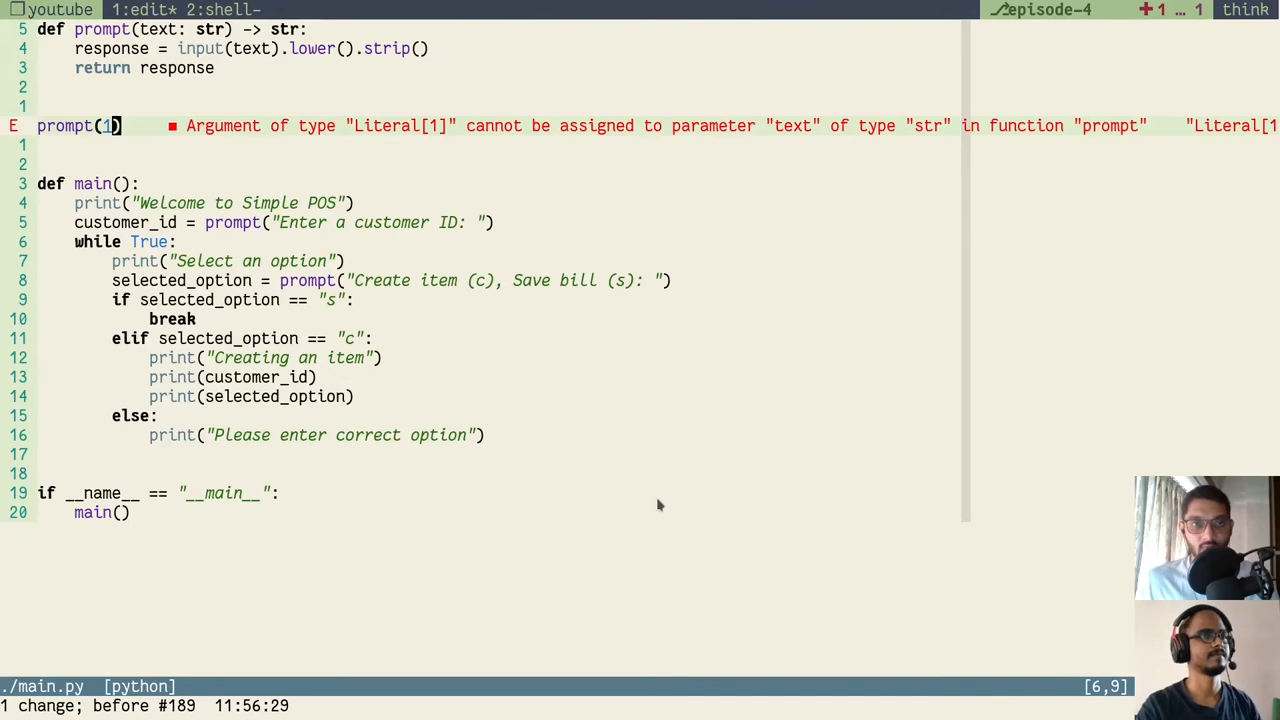 youtube 1:edit* 2:shell- episode-4 +1 … 1 think
5 def prompt(text: str) -> str:
4 response = input(text).lower().strip()
3 return response
2
1
E prompt(1) ■ Argument of type "Literal[1]" cannot be assigned to parameter "text" of type "str" in function "prompt" "Literal[1
1
2
3 def main():
4 print("Welcome to Simple POS")
5 customer_id = prompt("Enter a customer ID: ")
6 while True:
7 print("Select an option")
8 selected_option = prompt("Create item (c), Save bill (s): ")
9 if selected_option == "s":
10 break
11 elif selected_option == "c":
12 print("Creating an item")
13 print(customer_id)
14 print(selected_option)
15 else:
16 print("Please enter correct option")
17
18
19 if __name__ == "__main__":
20 main()
./main.py [python] [6,9]
1 change; before #189 11:56:29